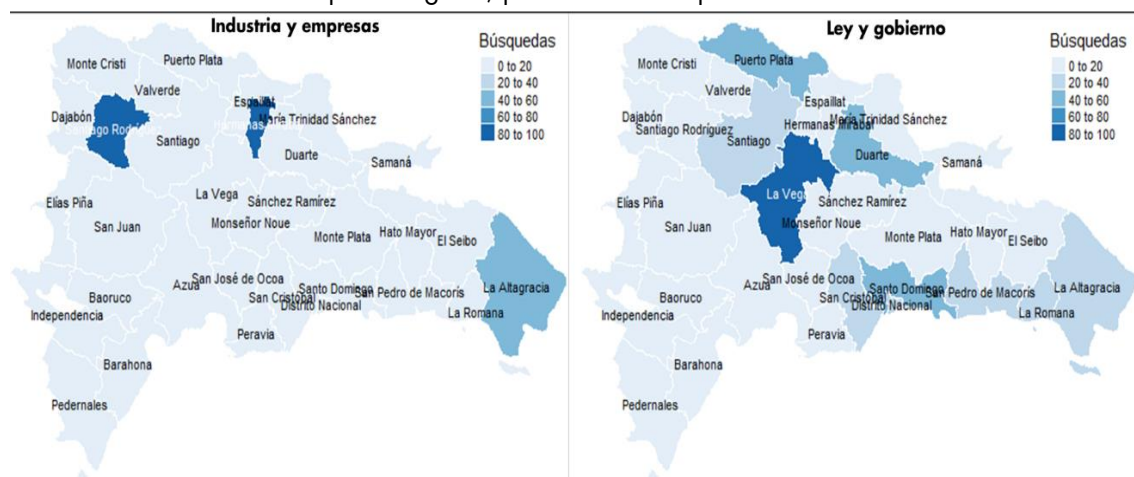 Industria y empresas
Búsquedas
0 to 20
20 to 40
40 to 60
60 to 80
80 to 100
Monte Cristi
Puerto Plata
Valverde
Espaillat
Dajabón
Santiago Rodríguez
Hermanas Mirabal
María Trinidad Sánchez
Santiago
Duarte
Samaná
Elías Piña
La Vega
Sánchez Ramírez
San Juan
Monseñor Noue
Monte Plata
Hato Mayor
El Seibo
San José de Ocoa
Azua
Santo Domingo
San Pedro de Macorís
La Altagracia
Baoruco
San Cristóbal
Distrito Nacional
Independencia
La Romana
Peravia
Barahona
Pedernales
Ley y gobierno
Búsquedas
0 to 20
20 to 40
40 to 60
60 to 80
80 to 100
Monte Cristi
Puerto Plata
Valverde
Espaillat
Dajabón
Santiago Rodríguez
Hermanas Mirabal
María Trinidad Sánchez
Santiago
Duarte
Samaná
Elías Piña
La Vega
Sánchez Ramírez
San Juan
Monseñor Noue
Monte Plata
Hato Mayor
El Seibo
San José de Ocoa
Azua
Santo Domingo
San Pedro de Macorís
La Altagracia
Baoruco
San Cristóbal
Distrito Nacional
Independencia
La Romana
Peravia
Barahona
Pedernales